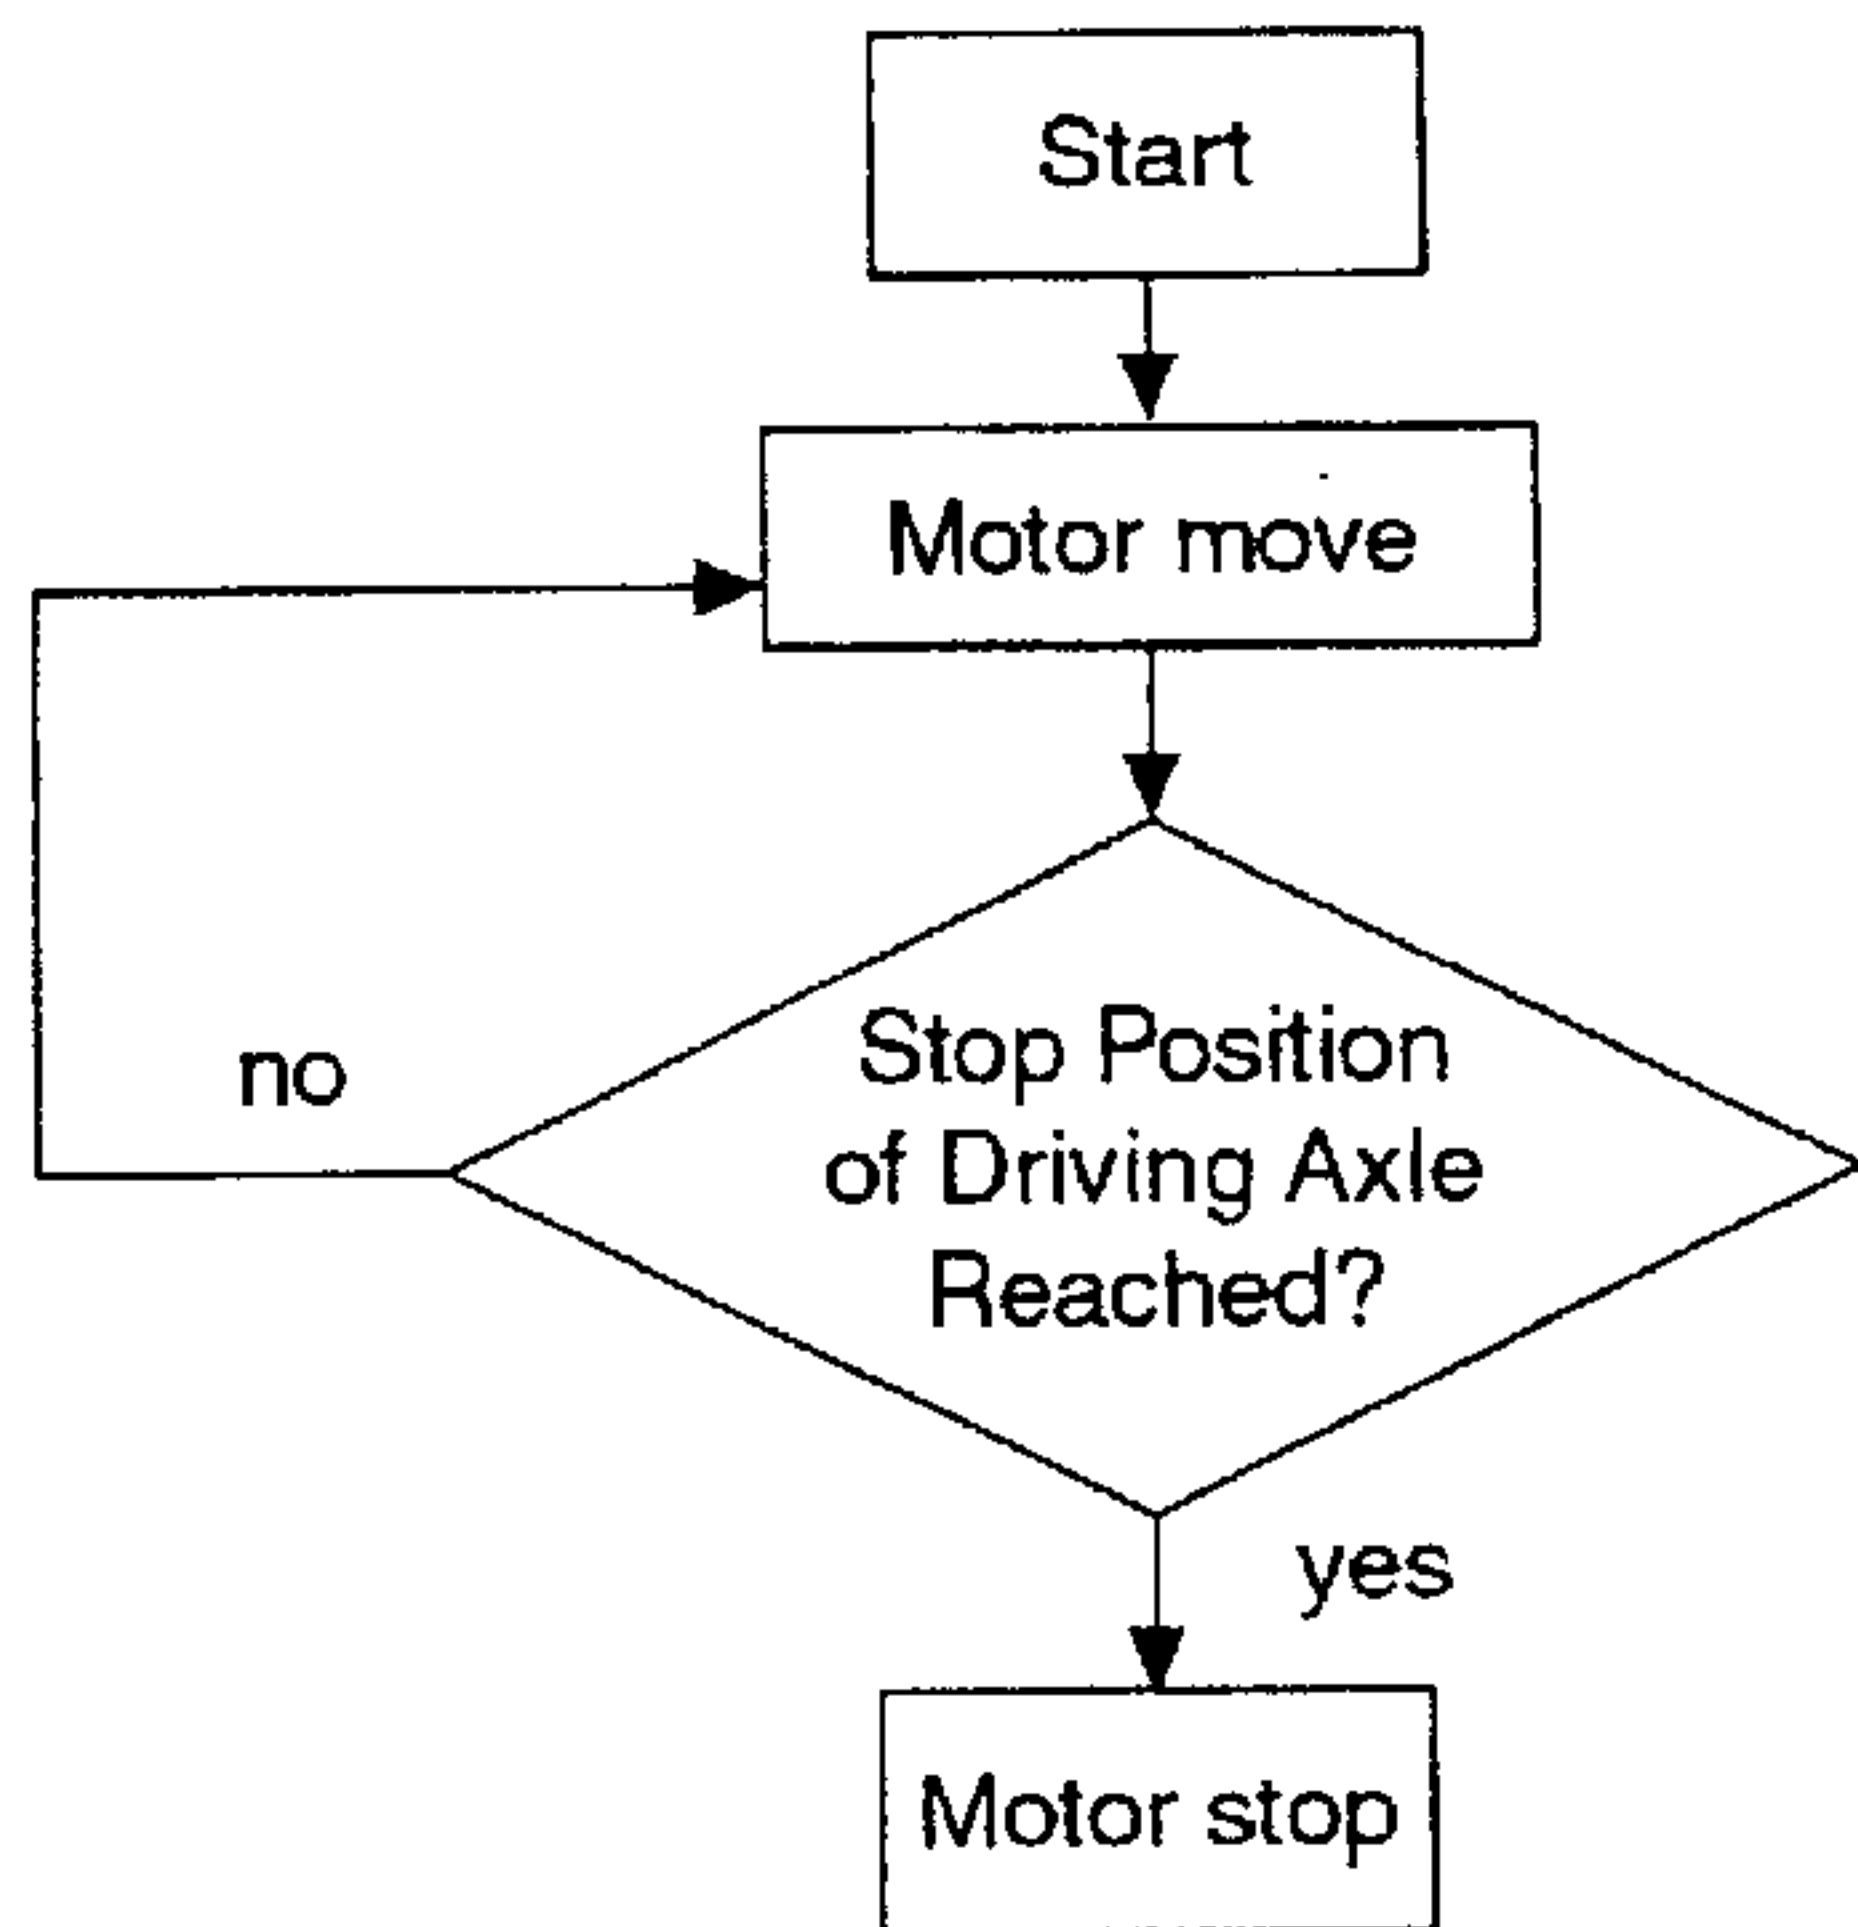 Start
Motor move
Stop Position
of Driving Axle
Reached?
no
yes
Motor stop